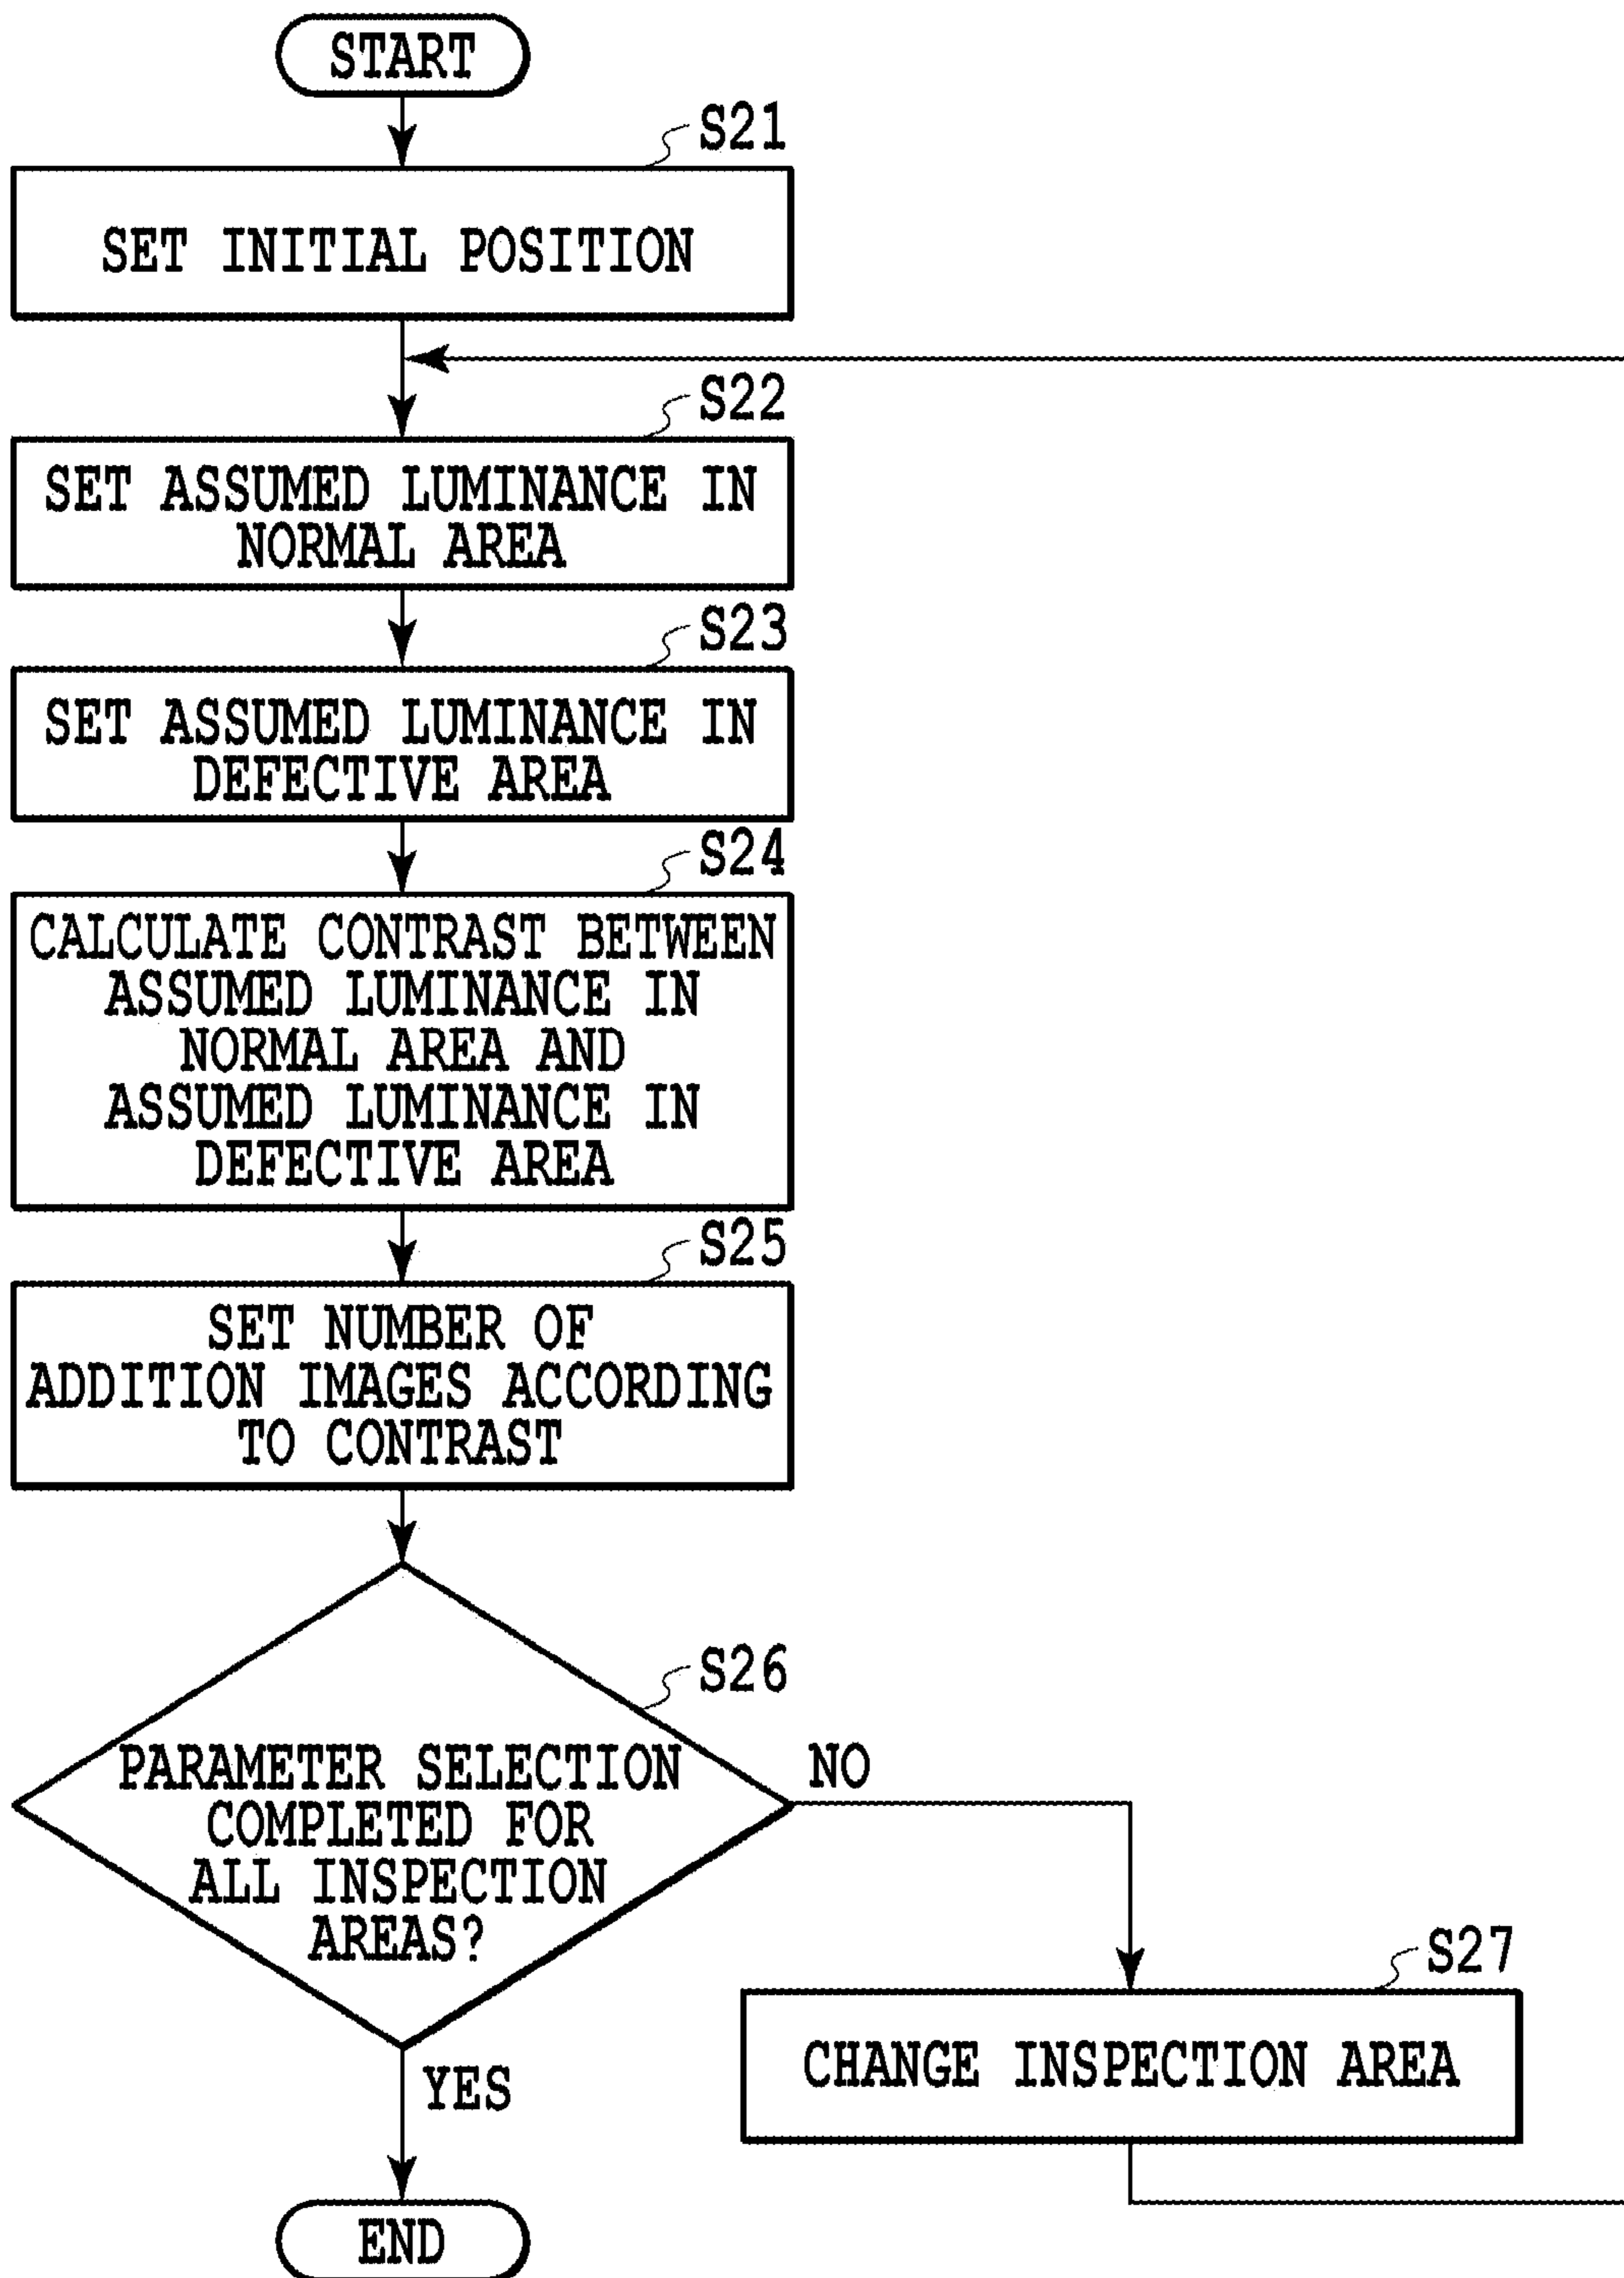 START
S21
SET INITIAL POSITION
S22
SET ASSUMED LUMINANCE IN
NORMAL AREA
S23
SET ASSUMED LUMINANCE IN
DEFECTIVE AREA
S24
CALCULATE CONTRAST BETWEEN
ASSUMED LUMINANCE IN
NORMAL AREA AND
ASSUMED LUMINANCE IN
DEFECTIVE AREA
S25
SET NUMBER OF
ADDITION IMAGES ACCORDING
TO CONTRAST
S26
PARAMETER SELECTION
COMPLETED FOR
ALL INSPECTION
AREAS?
NO
S27
CHANGE INSPECTION AREA
YES
END